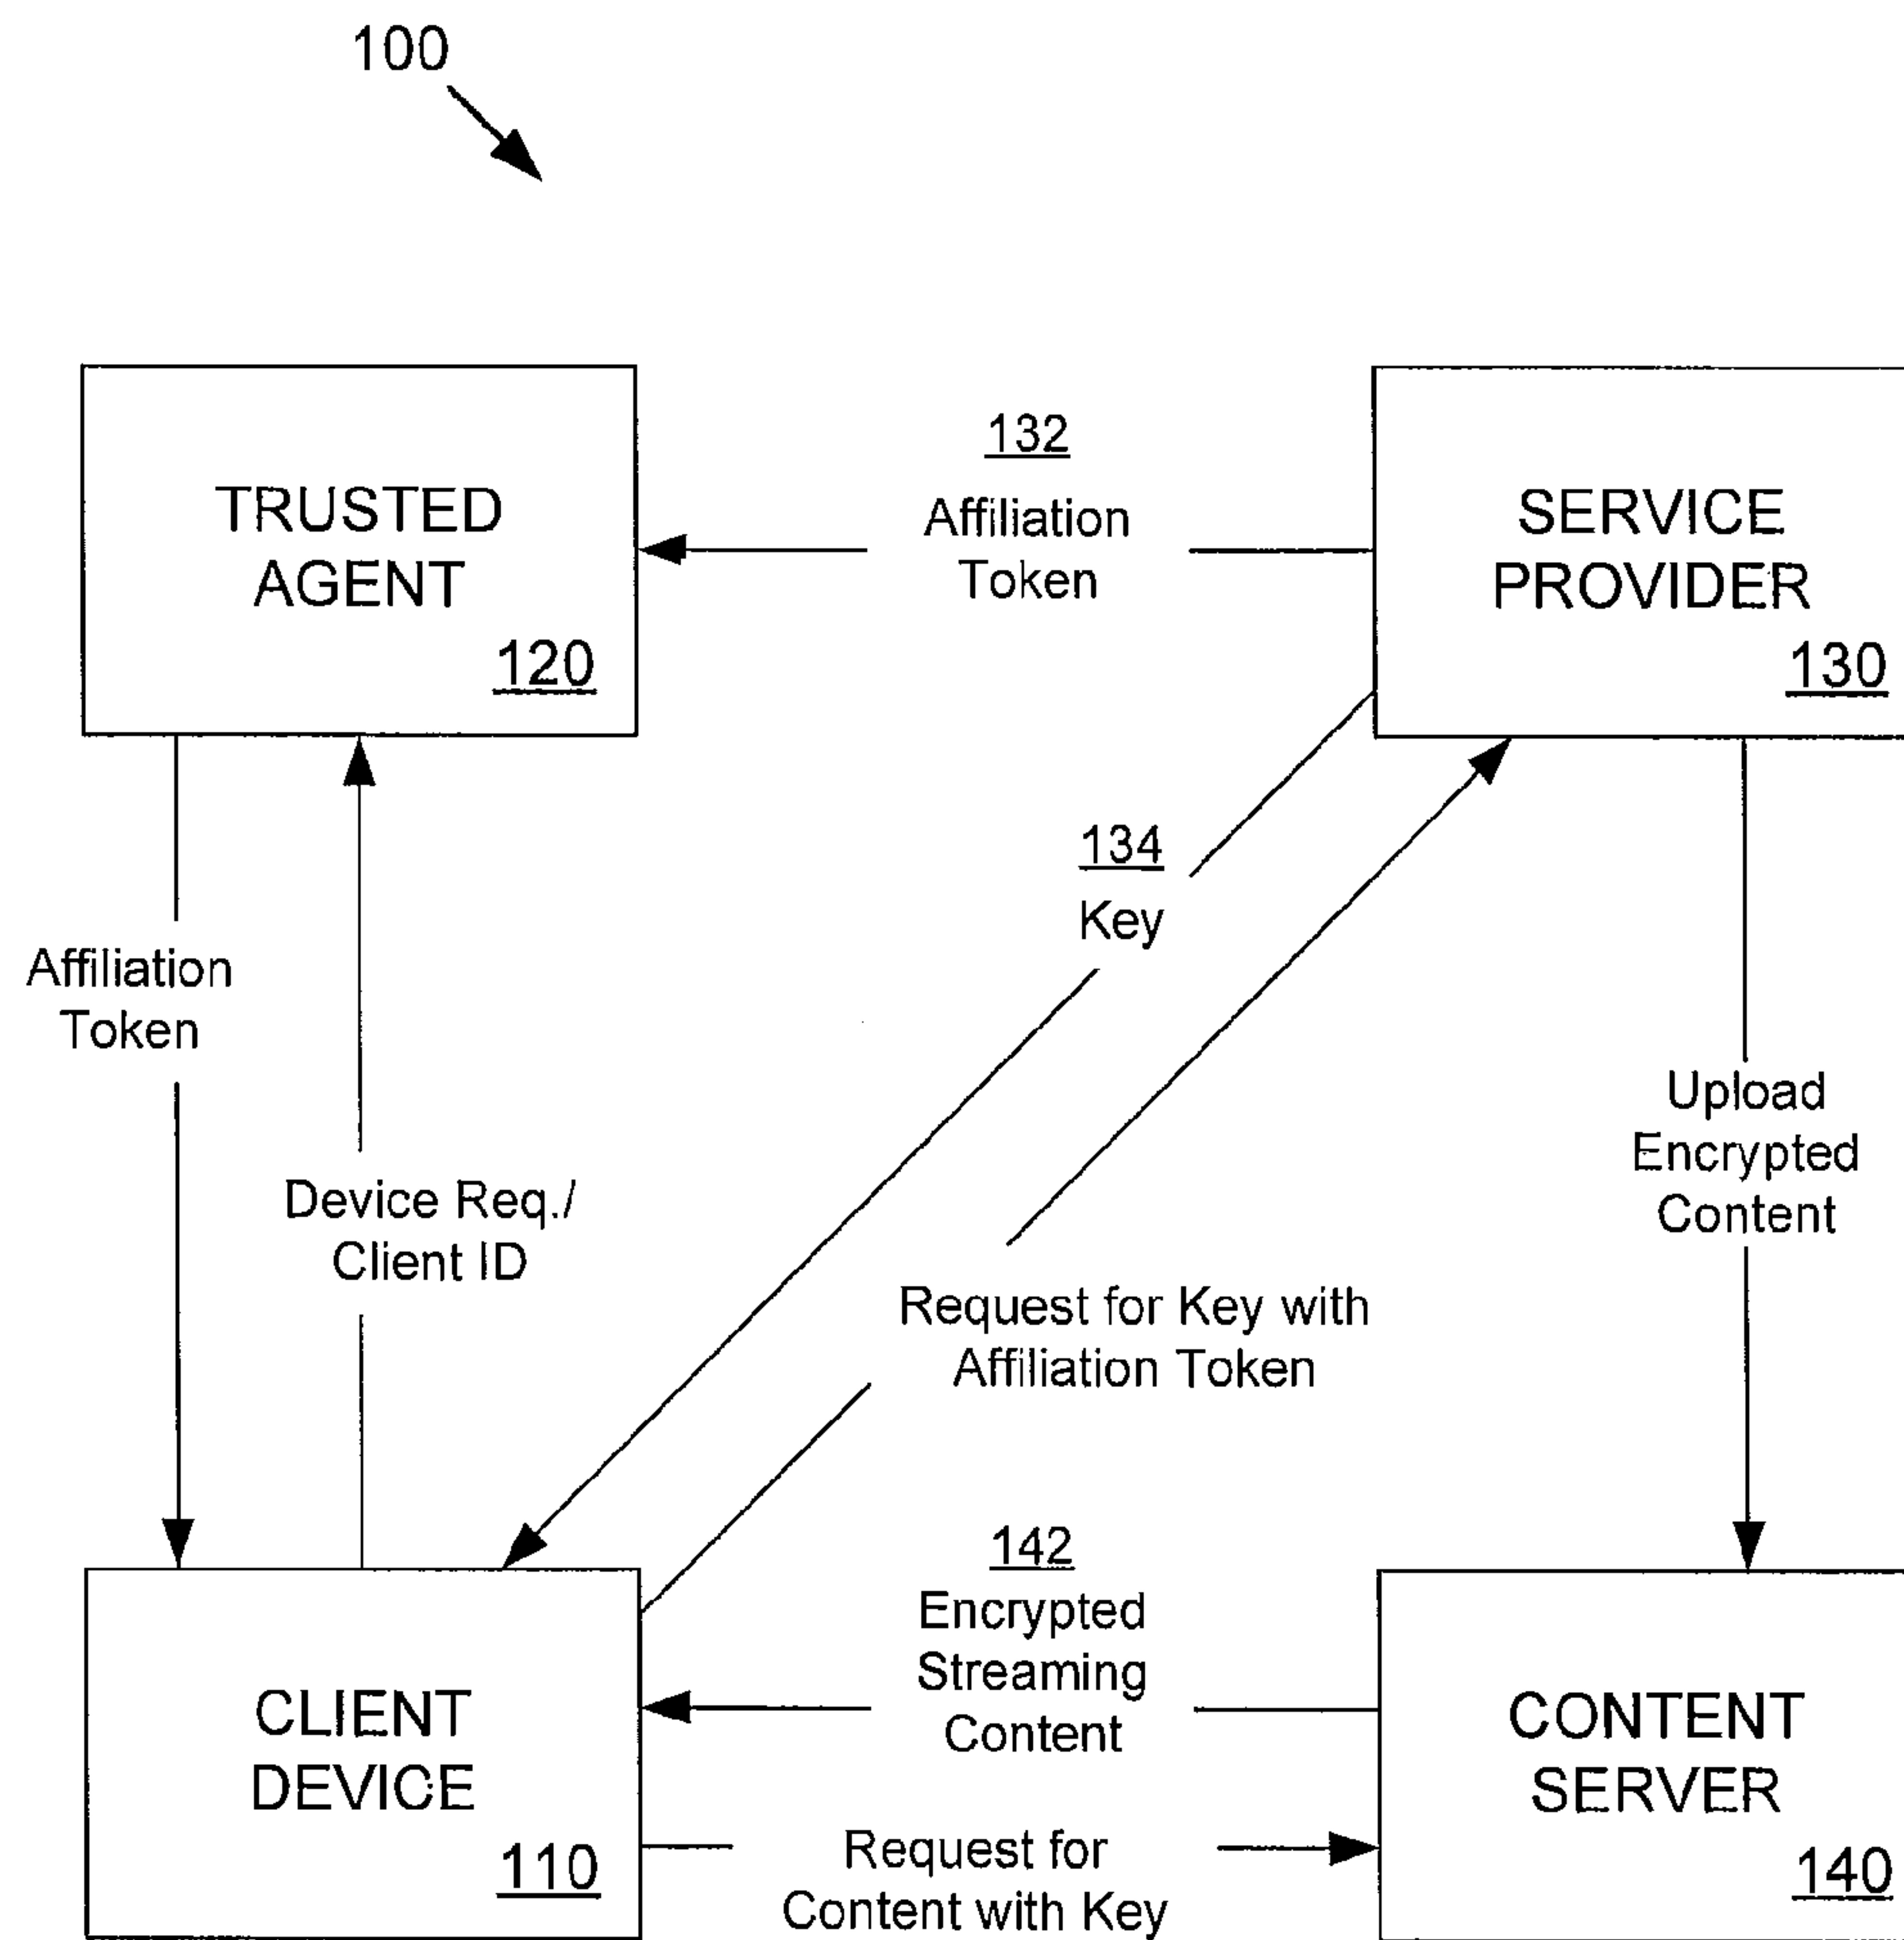 100
TRUSTED
AGENT
120
132
Affiliation
Token
SERVICE
PROVIDER
130
134
Key
Affiliation
Token
Device Req./
Client ID
Upload
Encrypted
Content
Request for Key with
Affiliation Token
CLIENT
DEVICE
110
142
Encrypted
Streaming
Content
Request for
Content with Key
CONTENT
SERVER
140